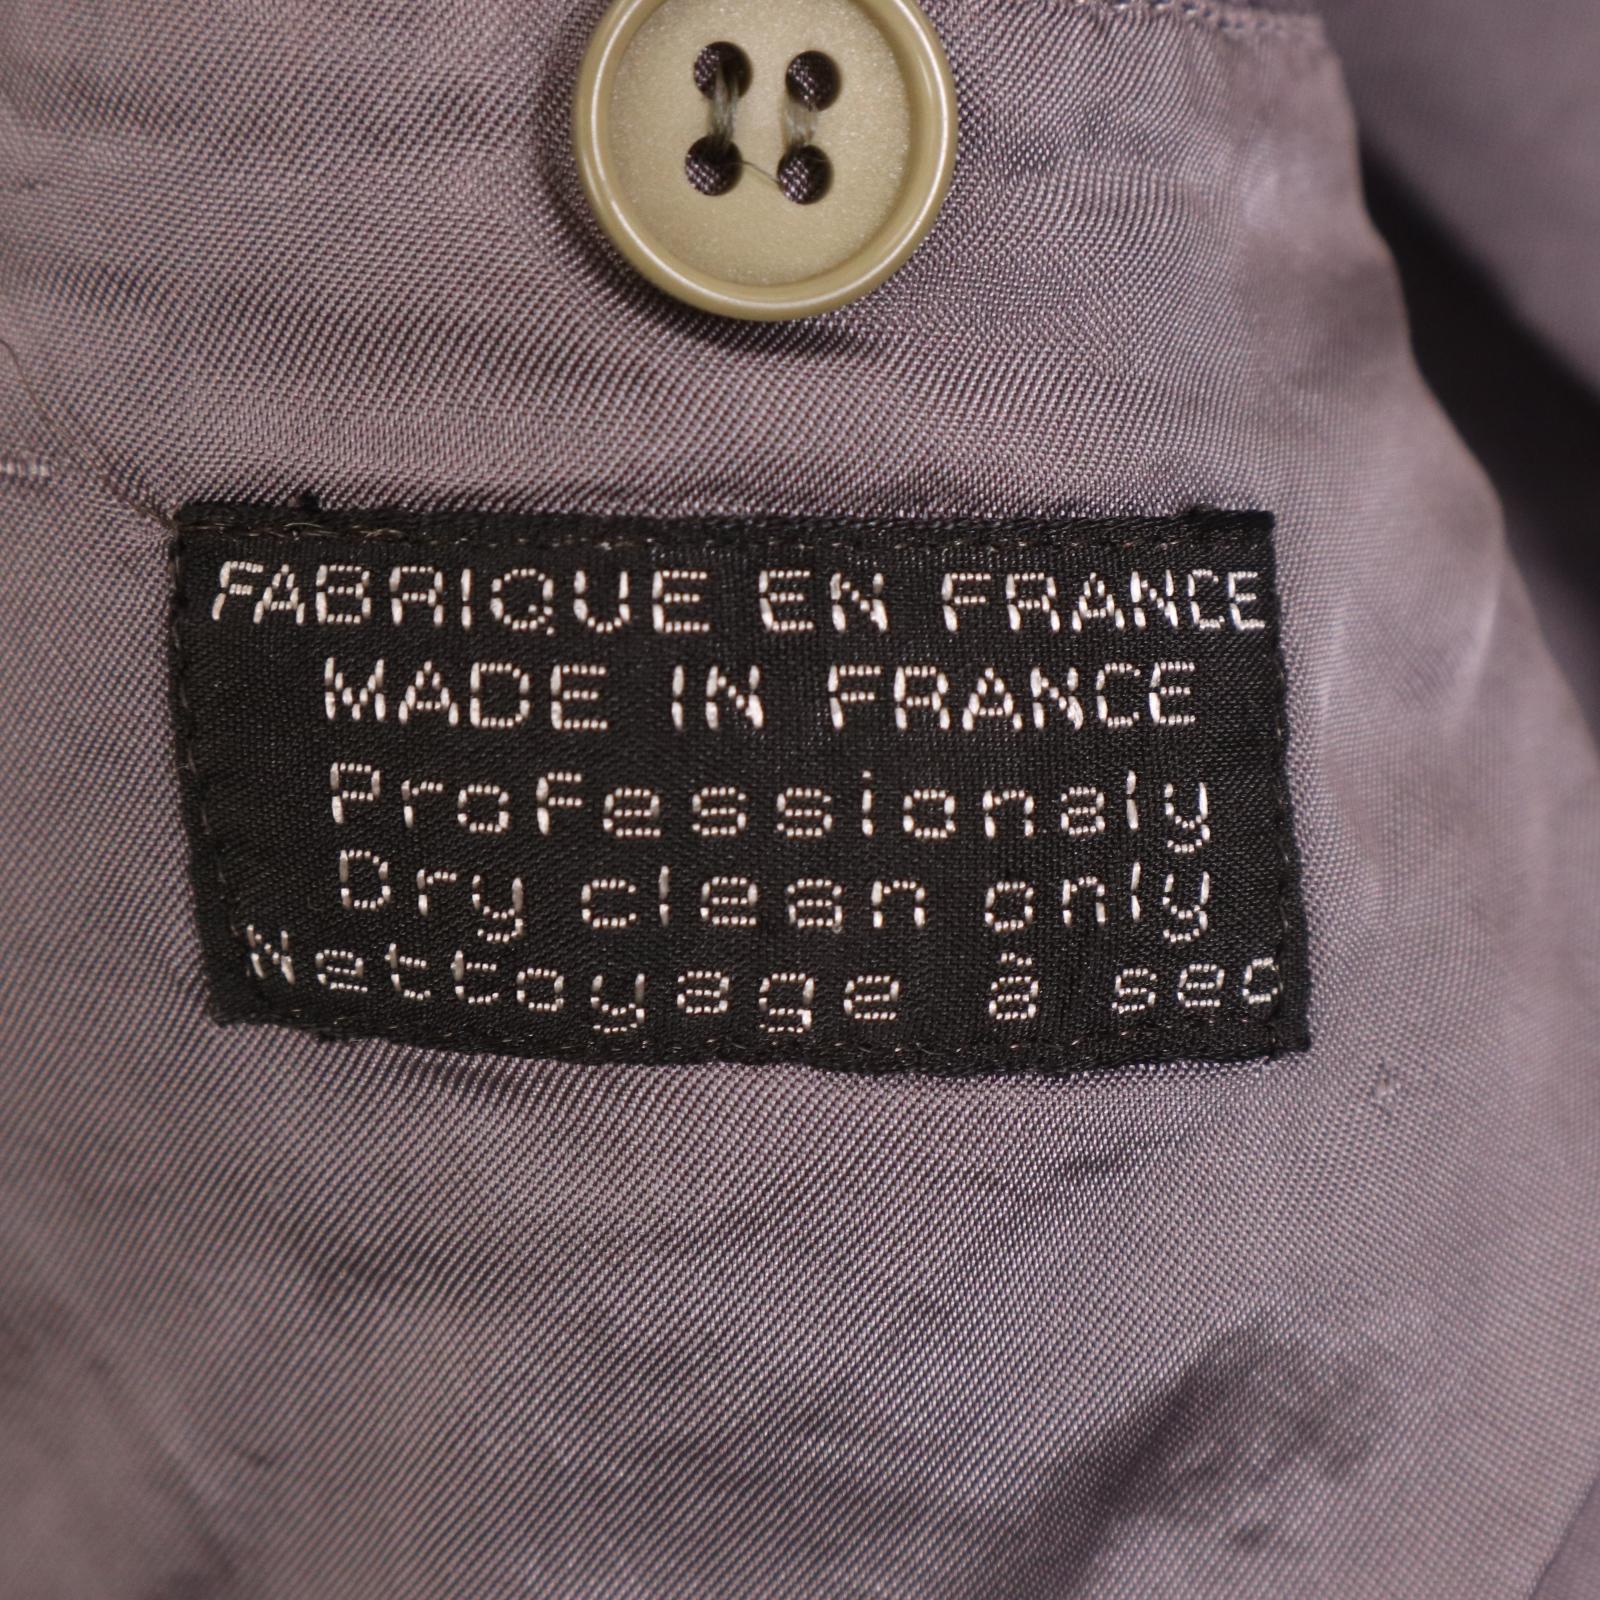 FABRIQUE EN FRANCE
MADE IN FRANCE
Professionaly
Dry clean only
Nettoyage à sec